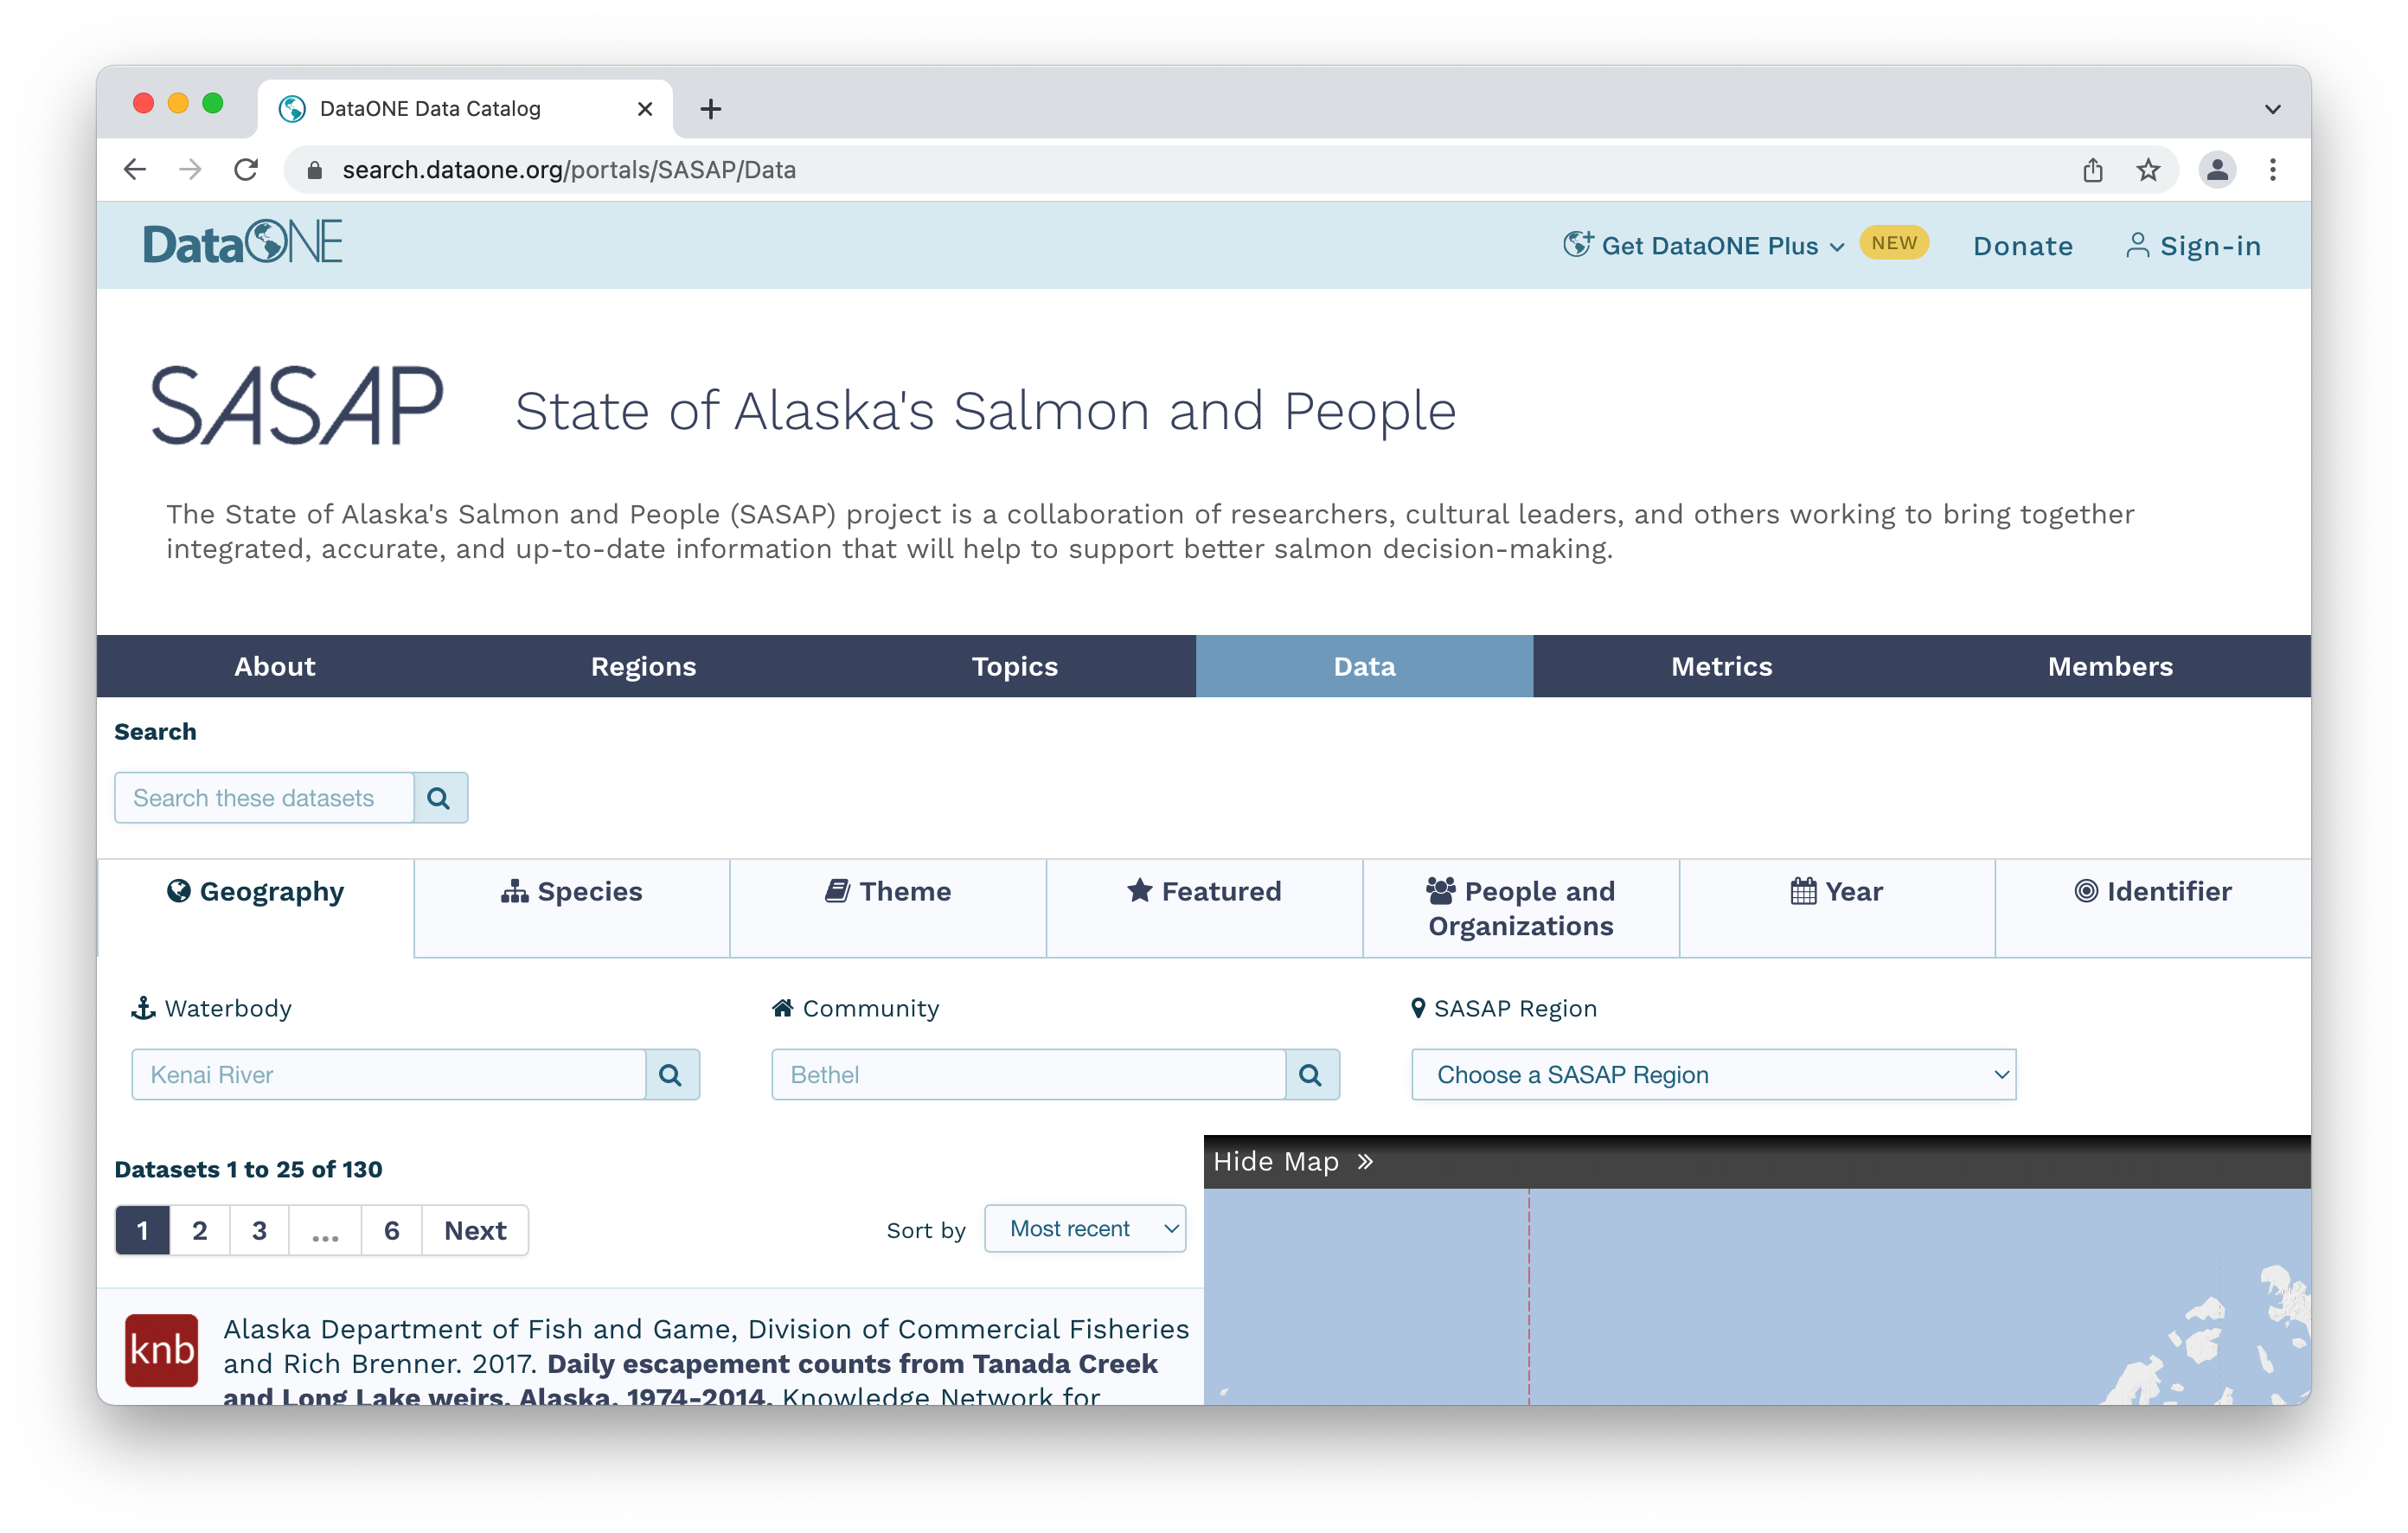 DataONE Data Catalog
search.dataone.org/portals/SASAP/Data
DataONE
Get DataONE Plus
NEW
Donate
Sign-in
SASAP
State of Alaska's Salmon and People
The State of Alaska's Salmon and People (SASAP) project is a collaboration of researchers, cultural leaders, and others working to bring together
integrated, accurate, and up-to-date information that will help to support better salmon decision-making.
About
Regions
Topics
Data
Metrics
Members
Search
Search these datasets
Geography
Species
Theme
Featured
People and
Organizations
Year
Identifier
Waterbody
Community
SASAP Region
Kenai River
Bethel
Choose a SASAP Region
Datasets 1 to 25 of 130
Hide Map »
1 2 3 ... 6 Next
Sort by
Most recent
knb
Alaska Department of Fish and Game, Division of Commercial Fisheries
and Rich Brenner. 2017. Daily escapement counts from Tanada Creek
and Long Lake weirs, Alaska, 1974-2014. Knowledge Network for